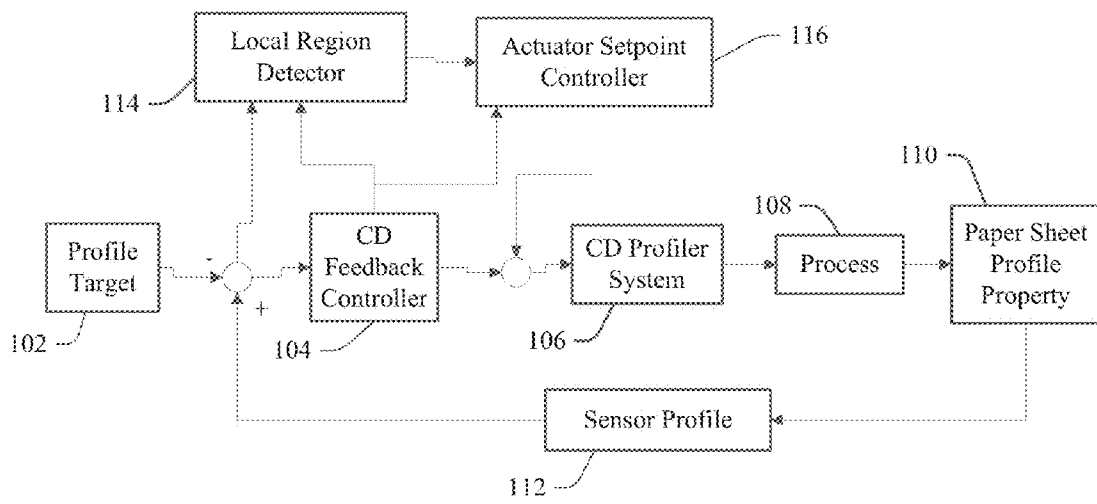 Local Region
Detector
114
Actuator Setpoint
Controller
116
110
108
Profile
Target
102
-
+
CD
Feedback
Controller
104
CD Profiler
System
106
Process
Paper Sheet
Profile
Property
Sensor Profile
112